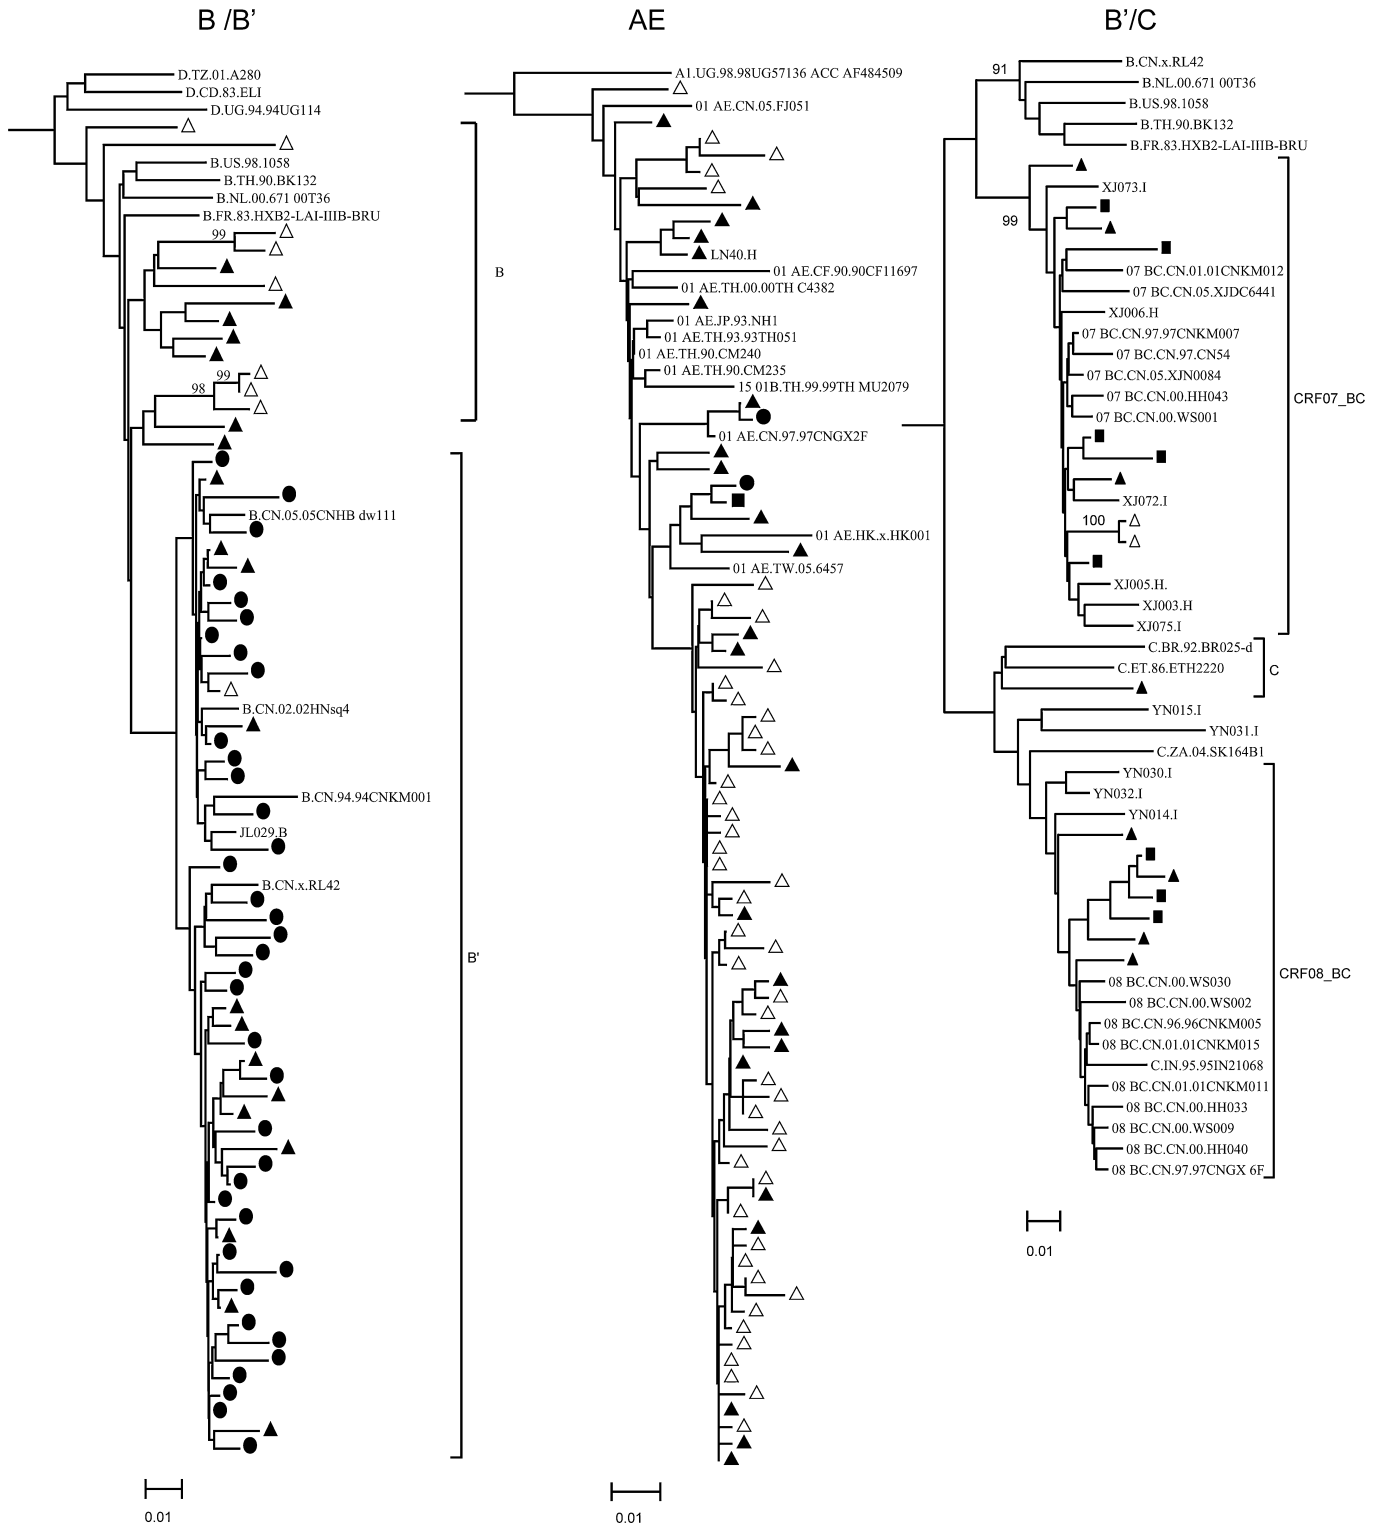 B /B’
AE
B’/C
D.TZ.01.A280
D.CD.83.ELI
D.UG.94.94UG114
B.US.98.1058
B.TH.90.BK132
B.NL.00.671 00T36
B.FR.83.HXB2-LAI-IIIB-BRU
99
99
98
B
B.CN.05.05CNHB dw111
B.CN.02.02HNsq4
B.CN.94.94CNKM001
JL029.B
B.CN.x.RL42
B'
0.01
A1.UG.98.98UG57136 ACC AF484509
01 AE.CN.05.FJ051
LN40.H
01 AE.CF.90.90CF11697
01 AE.TH.00.00TH C4382
01 AE.JP.93.NH1
01 AE.TH.93.93TH051
01 AE.TH.90.CM240
01 AE.TH.90.CM235
15 01B.TH.99.99TH MU2079
01 AE.CN.97.97CNGX2F
01 AE.HK.x.HK001
01 AE.TW.05.6457
0.01
91
B.CN.x.RL42
B.NL.00.671 00T36
B.US.98.1058
B.TH.90.BK132
B.FR.83.HXB2-LAI-IIIB-BRU
XJ073.I
99
07 BC.CN.01.01CNKM012
07 BC.CN.05.XJDC6441
XJ006.H
07 BC.CN.97.97CNKM007
07 BC.CN.97.CN54
07 BC.CN.05.XJN0084
07 BC.CN.00.HH043
07 BC.CN.00.WS001
CRF07_BC
XJ072.I
100
XJ005.H.
XJ003.H
XJ075.I
C.BR.92.BR025-d
C.ET.86.ETH2220
C
YN015.I
YN031.I
C.ZA.04.SK164B1
YN030.I
YN032.I
YN014.I
CRF08_BC
08 BC.CN.00.WS030
08 BC.CN.00.WS002
08 BC.CN.96.96CNKM005
08 BC.CN.01.01CNKM015
C.IN.95.95IN21068
08 BC.CN.01.01CNKM011
08 BC.CN.00.HH033
08 BC.CN.00.WS009
08 BC.CN.00.HH040
08 BC.CN.97.97CNGX 6F
0.01